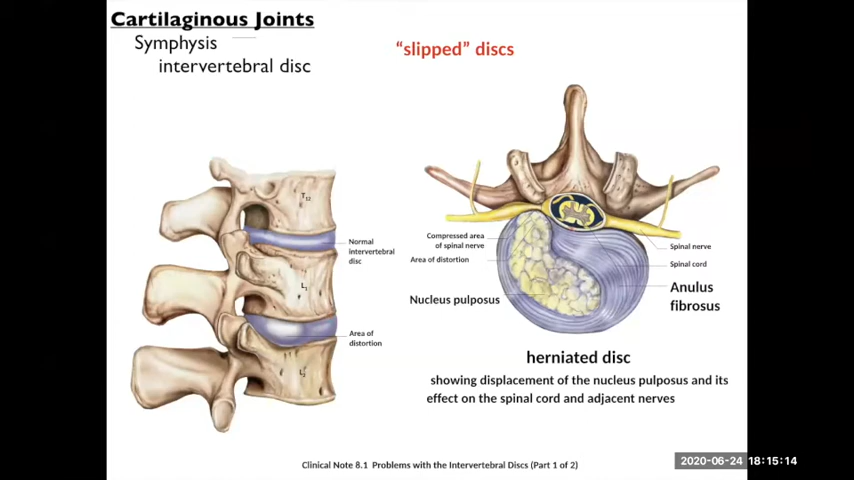 Cartilaginous Joints
Symphysis
intervertebral disc
“slipped” discs
T12
L1
L2
Normal
intervertebral
disc
Area of
distortion
Compressed area
of spinal nerve
Area of distortion
Nucleus pulposus
Spinal nerve
Spinal cord
Anulus
fibrosus
herniated disc
showing displacement of the nucleus pulposus and its
effect on the spinal cord and adjacent nerves
Clinical Note 8.1 Problems with the Intervertebral Discs (Part 1 of 2)
2020-06-24 18:15:14